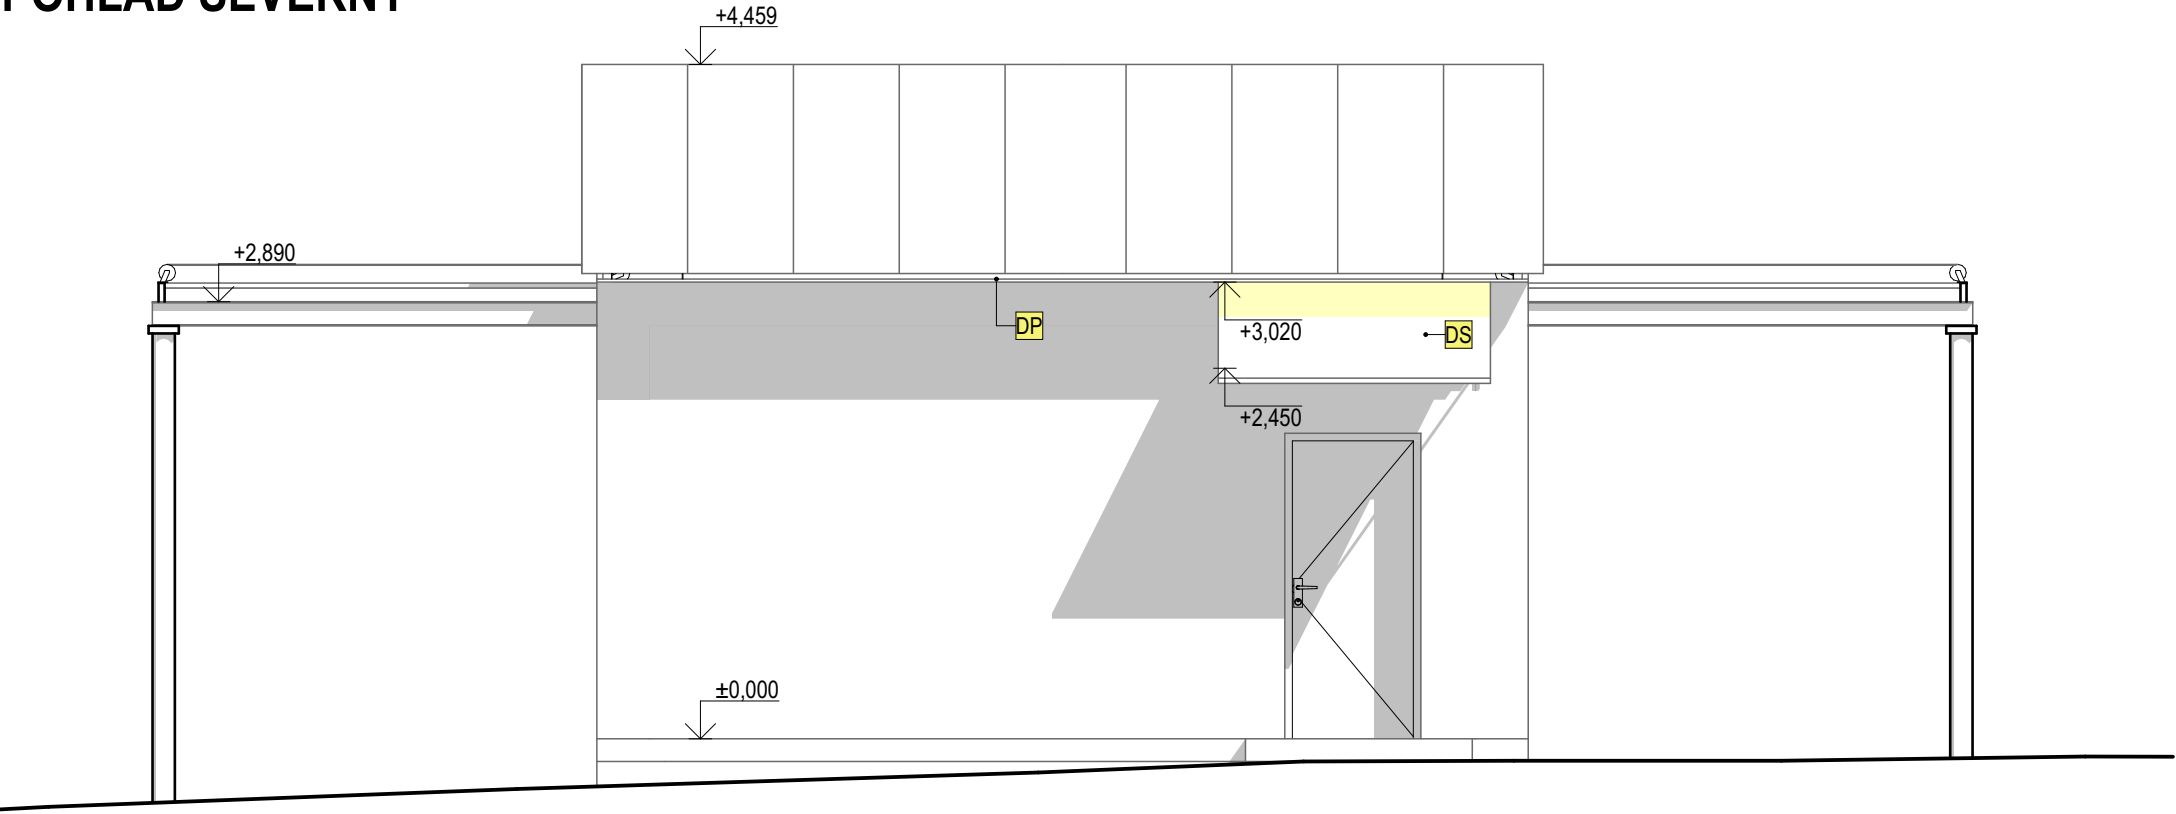 POHLAD SEVERNÝ
+4,459
+2,890
DP
+3,020
DS
+2,450
±0,000